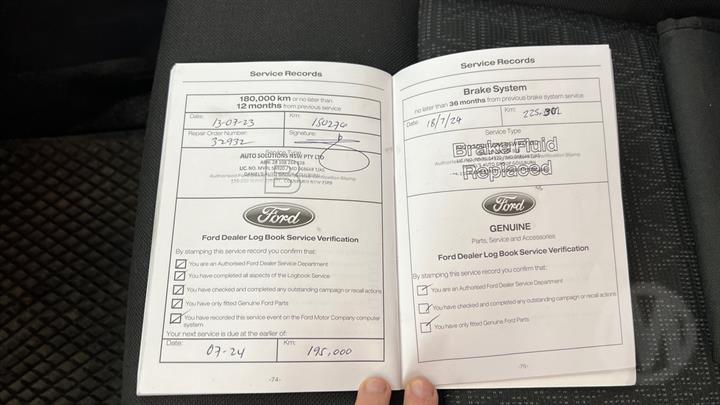 Service Records
180,000 km or no later than
12 months from previous service
Date: 13-07-23
Km: 180270
Repair Order Number: 32932
Signature:
Service Type
AUTO SOLUTIONS NSW PTY LTD
B
Ford
Ford Dealer Log Book Service Verification
By stamping this service record you confirm that:
You are an Authorised Ford Dealer Service Department
You have completed all aspects of the Logbook Service
You have checked and completed any outstanding campaign or recall actions
You have only fitted Genuine Ford Parts
You have recorded this service event on the Ford Motor Company computer
system
Your next service is due at the earlier of:
Date: 07-24
Km: 195,000
-74-
Service Records
Brake System
no later than 36 months from previous brake system service
Date: 18/7/24
Km:
Service Type
Brake Fluid
Replaced
Ford
GENUINE
Parts, Service and Accessories
Ford Dealer Log Book Service Verification
By stamping this service record you confirm that:
You are an Authorised Ford Dealer Service Department
You have checked and completed any outstanding campaign or recall actions
You have only fitted Genuine Ford Parts
-75-